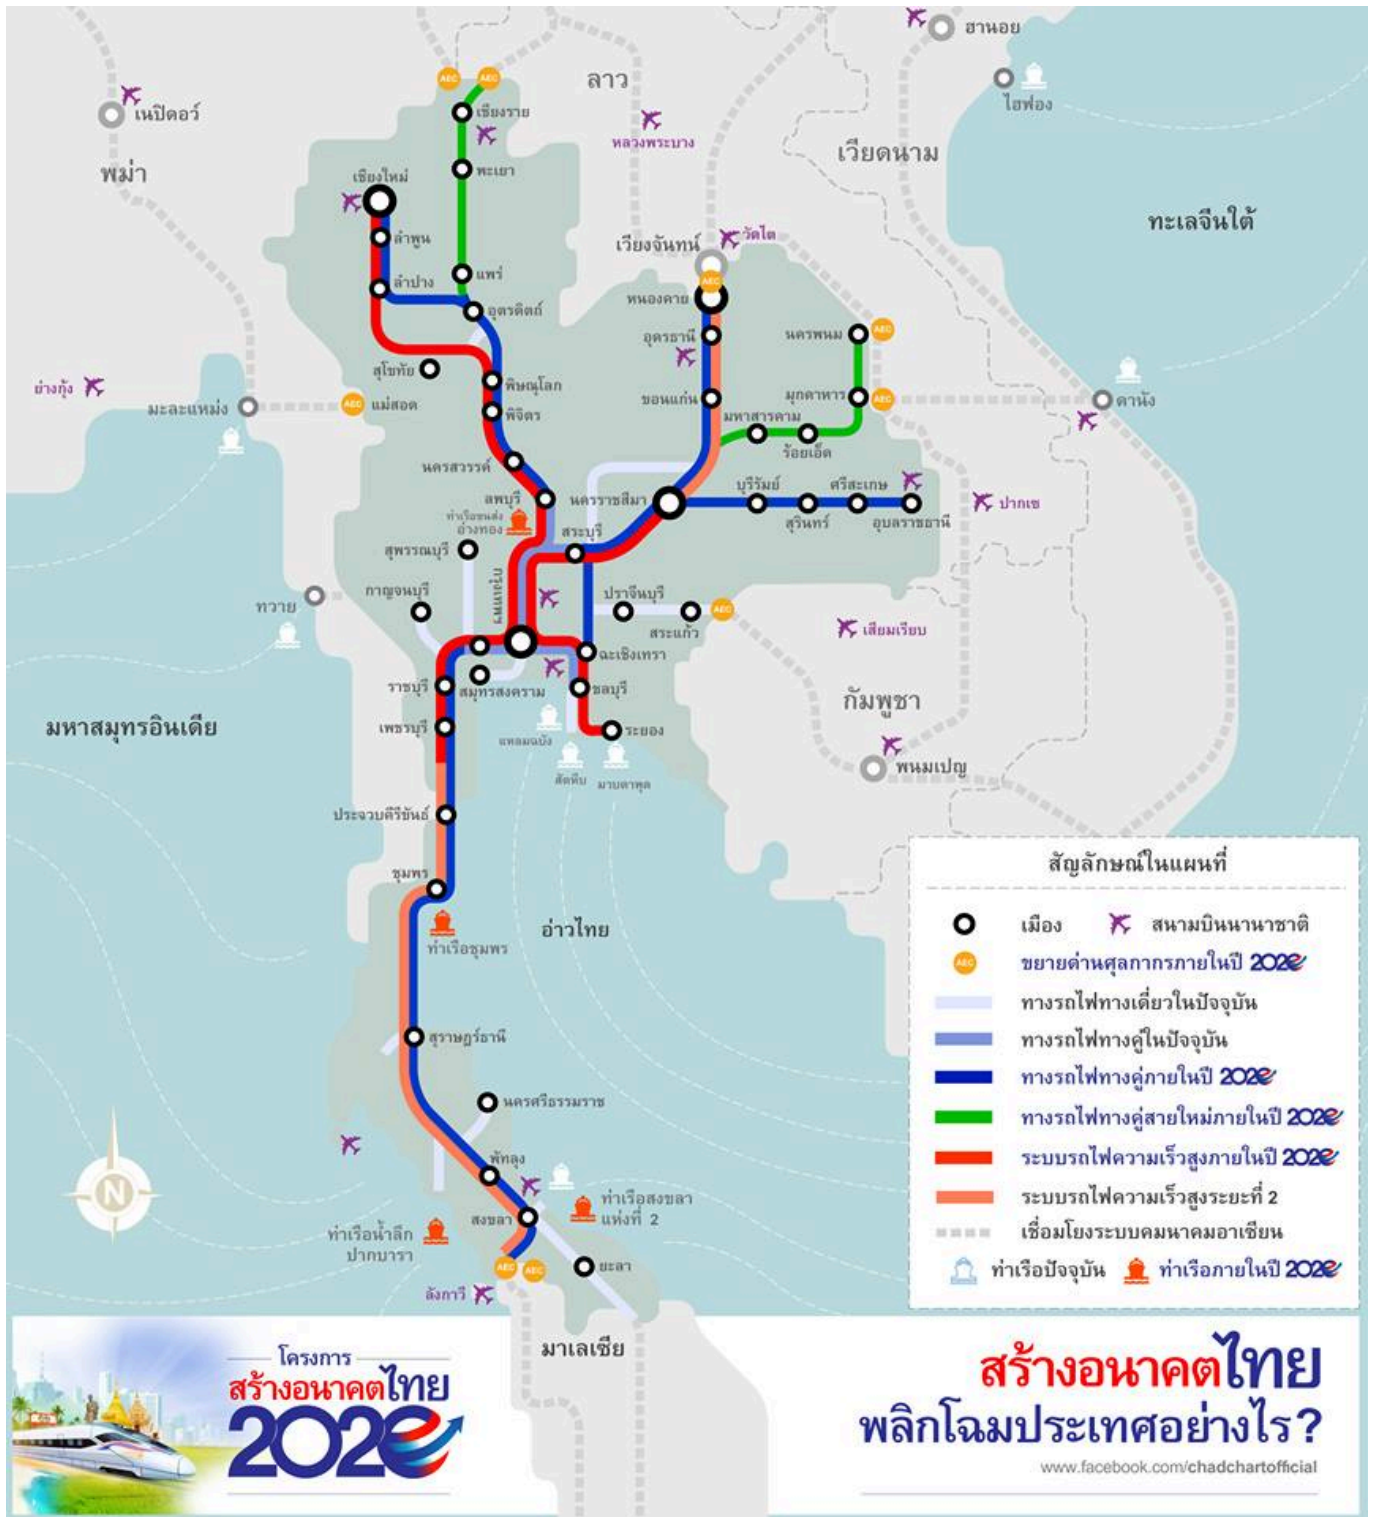 ฮานอย
ลาว
ไฮฟอง
เนปิดอว์
เชียงราย
หลวงพระบาง
เวียดนาม
พม่า
พะเยา
เชียงใหม่
ทะเลจีนใต้
ลำพูน
เวียงจันทน์
วัดไต
แพร่
ลำปาง
AEC
AEC
AEC
หนองคาย
อุตรดิตถ์
อุดรธานี
นครพนม
AEC
สุโขทัย
พิษณุโลก
ย่างกุ้ง
มะละแหม่ง
AEC
แม่สอด
พิจิตร
ขอนแก่น
มุกดาหาร
AEC
ดานัง
มหาสารคาม
ร้อยเอ็ด
นครสวรรค์
ลพบุรี
นครราชสีมา
บุรีรัมย์
ศรีสะเกษ
ปากเซ
ท่าเรือขนส่ง
อ่างทอง
สุรินทร์
อุบลราชธานี
สระบุรี
สุพรรณบุรี
กรุงเทพฯ
กาญจนบุรี
ปราจีนบุรี
ทวาย
สระแก้ว
AEC
เสียมเรียบ
ฉะเชิงเทรา
ราชบุรี
สมุทรสงคราม
ชลบุรี
กัมพูชา
มหาสมุทรอินเดีย
เพชรบุรี
ระยอง
แหลมฉบัง
สัตหีบ
มาบตาพุด
พนมเปญ
ประจวบคีรีขันธ์
ชุมพร
อ่าวไทย
ท่าเรือชุมพร
สุราษฎร์ธานี
นครศรีธรรมราช
พัทลุง
N
ท่าเรือสงขลา
แห่งที่ 2
สงขลา
ท่าเรือน้ำลึก
ปากบารา
AEC
AEC
ยะลา
ลังกาวี
มาเลเซีย
สัญลักษณ์ในแผนที่
เมือง
สนามบินนานาชาติ
AEC
ขยายด่านศุลกากรภายในปี 2020
ทางรถไฟทางเดี่ยวในปัจจุบัน
ทางรถไฟทางคู่ในปัจจุบัน
ทางรถไฟทางคู่ภายในปี 2020
ทางรถไฟทางคู่สายใหม่ภายในปี 2020
ระบบรถไฟความเร็วสูงภายในปี 2020
ระบบรถไฟความเร็วสูงระยะที่ 2
เชื่อมโยงระบบคมนาคมอาเซียน
ท่าเรือปัจจุบัน
ท่าเรือภายในปี 2020
โครงการ
สร้างอนาคตไทย
2020
สร้างอนาคตไทย
พลิกโฉมประเทศอย่างไร?
www.facebook.com/chadchartofficial